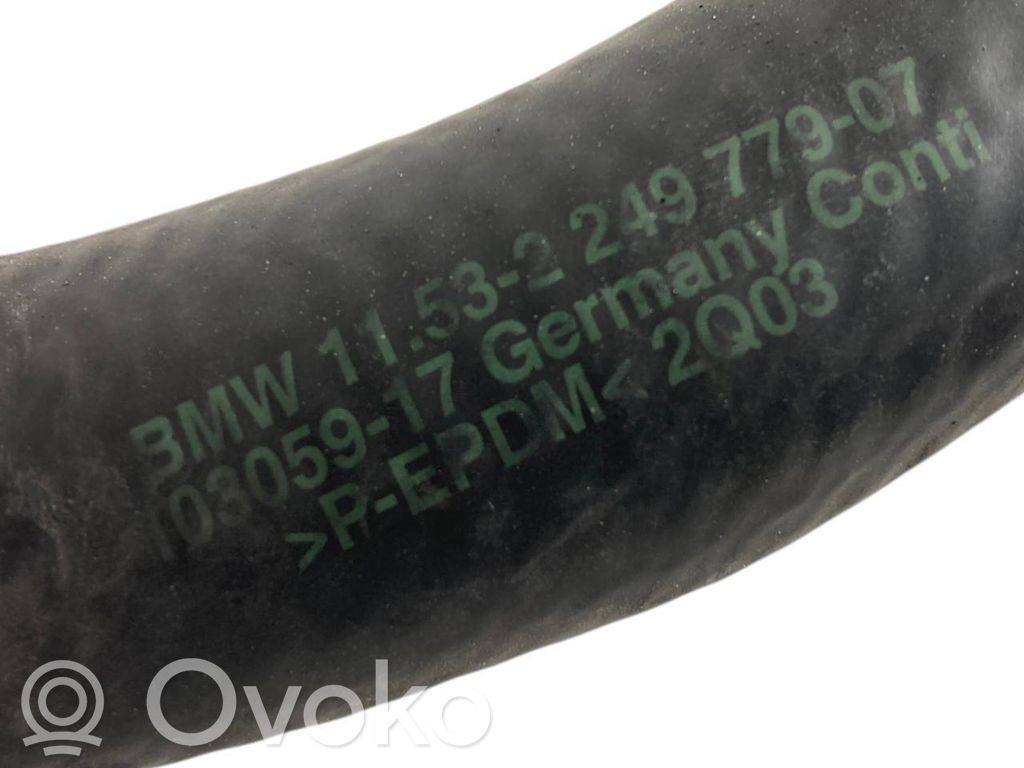 BMW 11.53-2 249 779-07
103059-17 Germany Conti
>P-EPDM< 2Q03
Ovoko